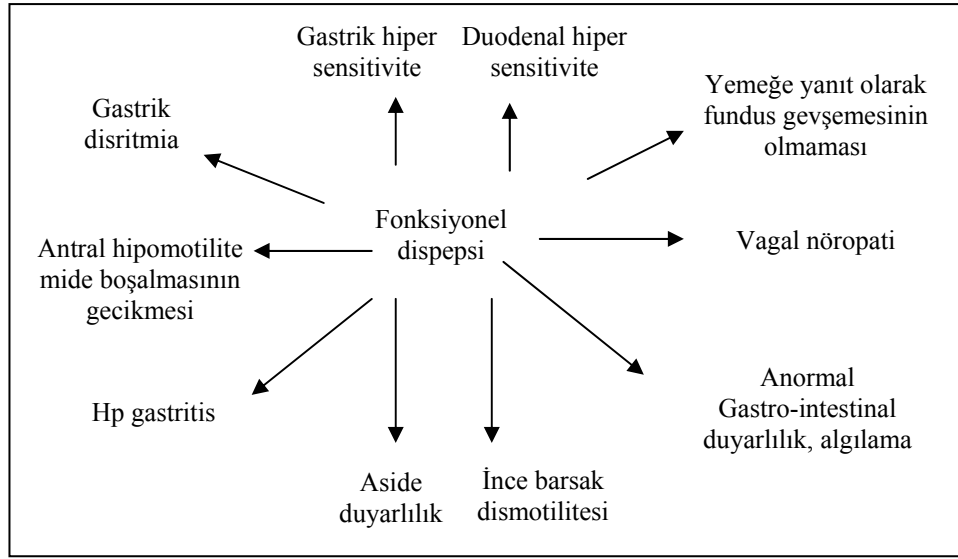 Gastrik hiper
sensitivite
Duodenal hiper
sensitivite
Yemeğe yanıt olarak
fundus gevşemesinin
olmaması
Gastrik
disritmia
Fonksiyonel
dispepsi
Vagal nöropati
Antral hipomotilite
mide boşalmasının
gecikmesi
Hp gastritis
Anormal
Gastro-intestinal
duyarlılık, algılama
Aside
duyarlılık
İnce barsak
dismotilitesi